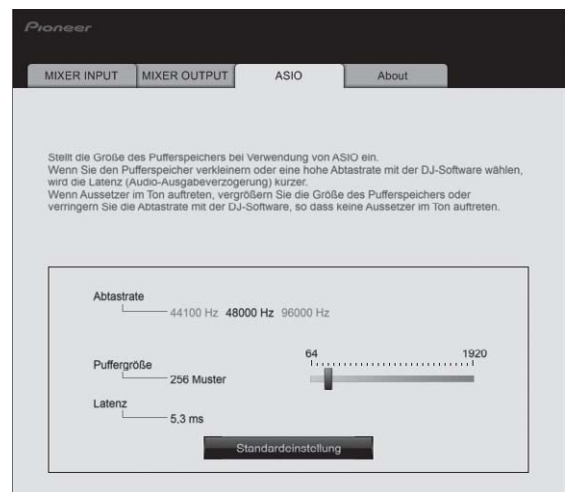 Pioneer
MIXER INPUT MIXER OUTPUT ASIO About
Stellt die Größe des Pufferspeichers bei Verwendung von ASIO ein.
Wenn Sie den Pufferspeicher verkleinern oder eine hohe Abtastrate mit der DJ-Software wählen,
wird die Latenz (Audio-Ausgabeverzögerung) kürzer.
Wenn Aussetzer im Ton auftreten, vergrößern Sie die Größe des Pufferspeichers oder
verringern Sie die Abtastrate mit der DJ-Software, so dass keine Aussetzer im Ton auftreten.
Abtastrate
44100 Hz 48000 Hz 96000 Hz
64 1920
Puffergröße
256 Muster
Latenz
5,3 ms
Standardeinstellung